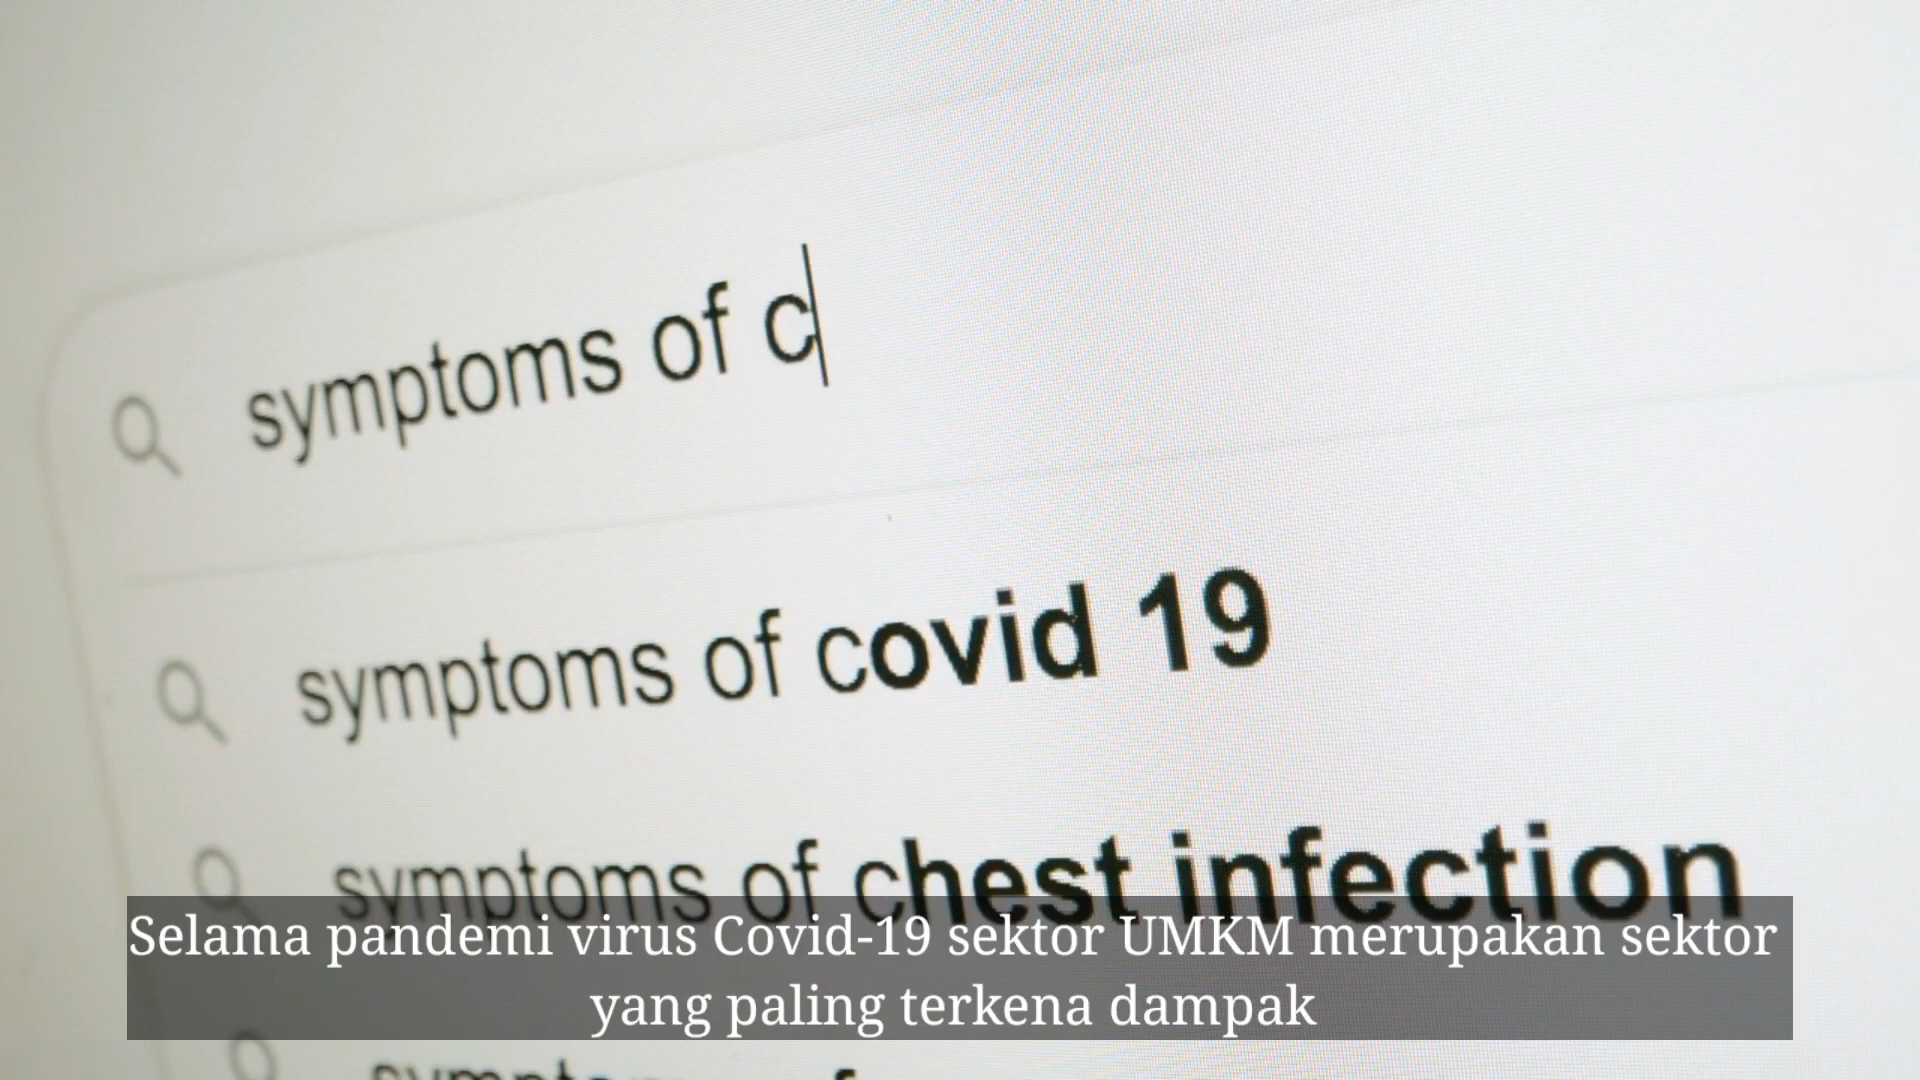 symptoms of c
symptoms of covid 19
symptoms of chest infection
Selama pandemi virus Covid-19 sektor UMKM merupakan sektor
yang paling terkena dampak